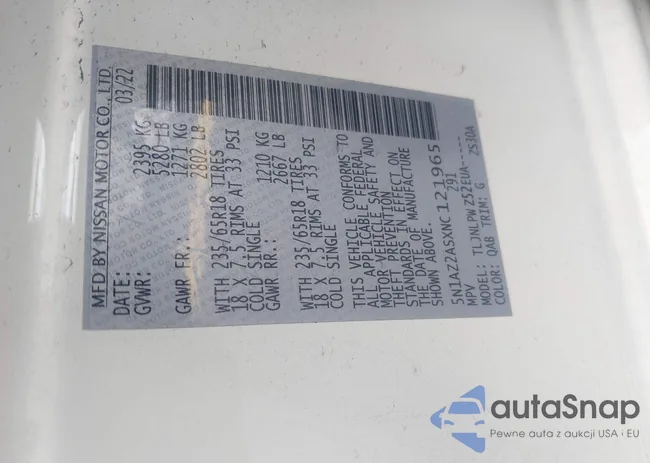 MFD BY NISSAN MOTOR CO., LTD.
DATE: 03/22
GVWR: 2395 KG
5280 LB
GAWR FR.: 1271 KG
2802 LB
WITH 235/65R18 TIRES
18 X 7.5 RIMS AT 33 PSI
COLD SINGLE
GAWR RR.: 1210 KG
2667 LB
WITH 235/65R18 TIRES
18 X 7.5 RIMS AT 33 PSI
COLD SINGLE
THIS VEHICLE CONFORMS TO
ALL APPLICABLE FEDERAL
MOTOR VEHICLE SAFETY AND
THEFT PREVENTION
STANDARDS IN EFFECT ON
THE DATE OF MANUFACTURE
SHOWN ABOVE.
5N1AZ2ASXNC121965
MPV Z91
MODEL: TLJNLPWZ52EUA-----
COLOR: QAB TRIM: G ZS30A
autaSnap
Pewne auta z aukcji USA i EU